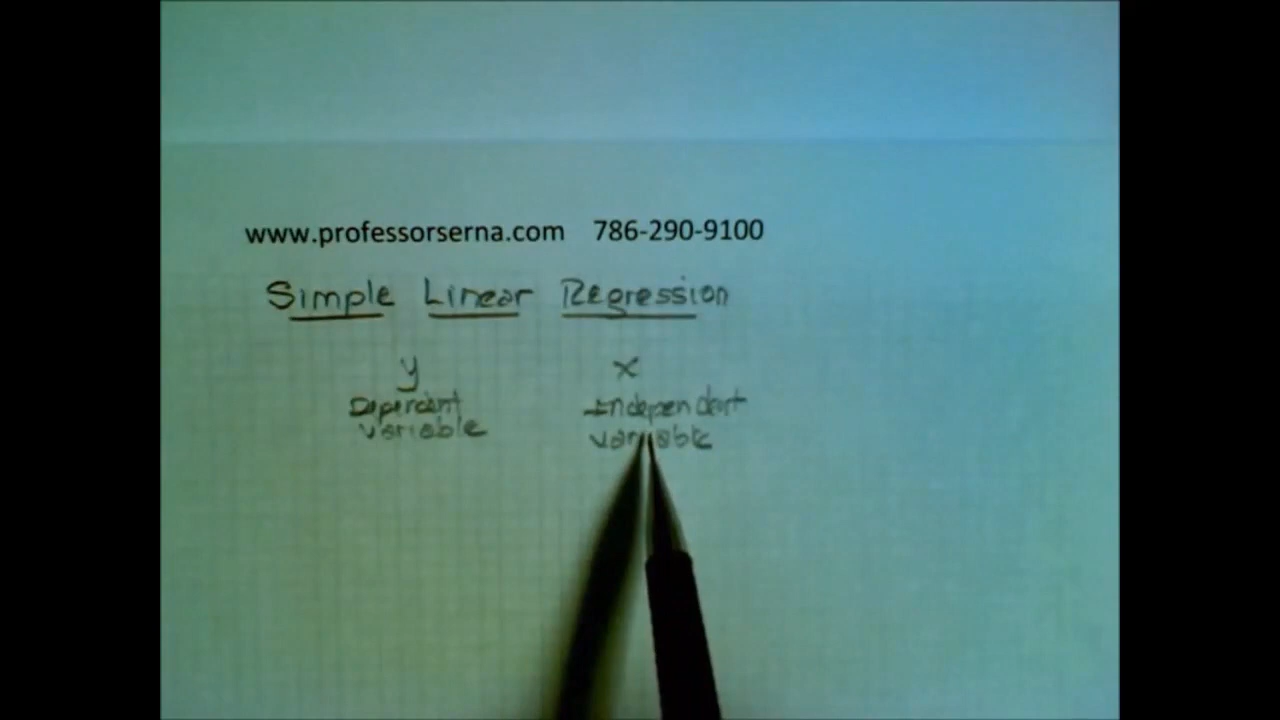 www.professorserna.com 786-290-9100
Simple Linear Regression
y x
Dependent Independent
variable variable